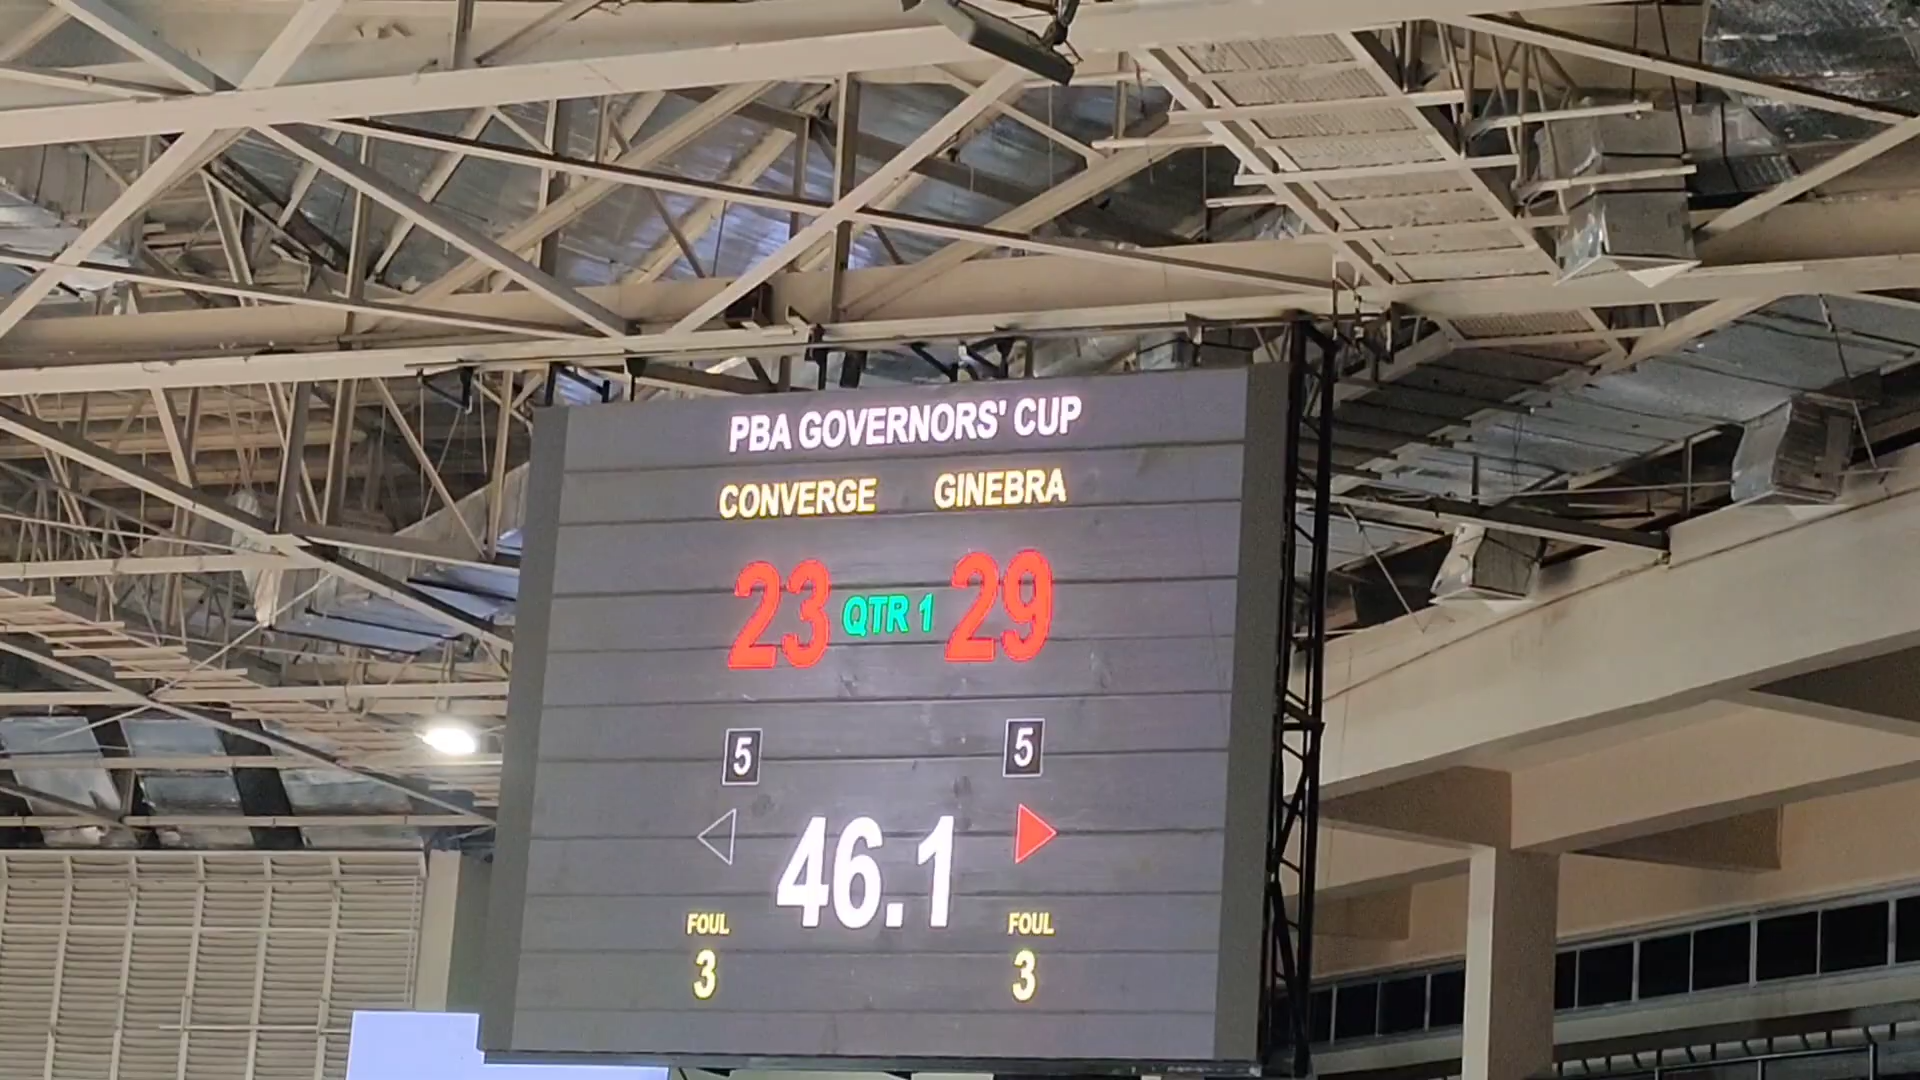 PBA GOVERNORS' CUP
CONVERGE GINEBRA
23 QTR 1 29
5 5
46.1
FOUL FOUL
3 3